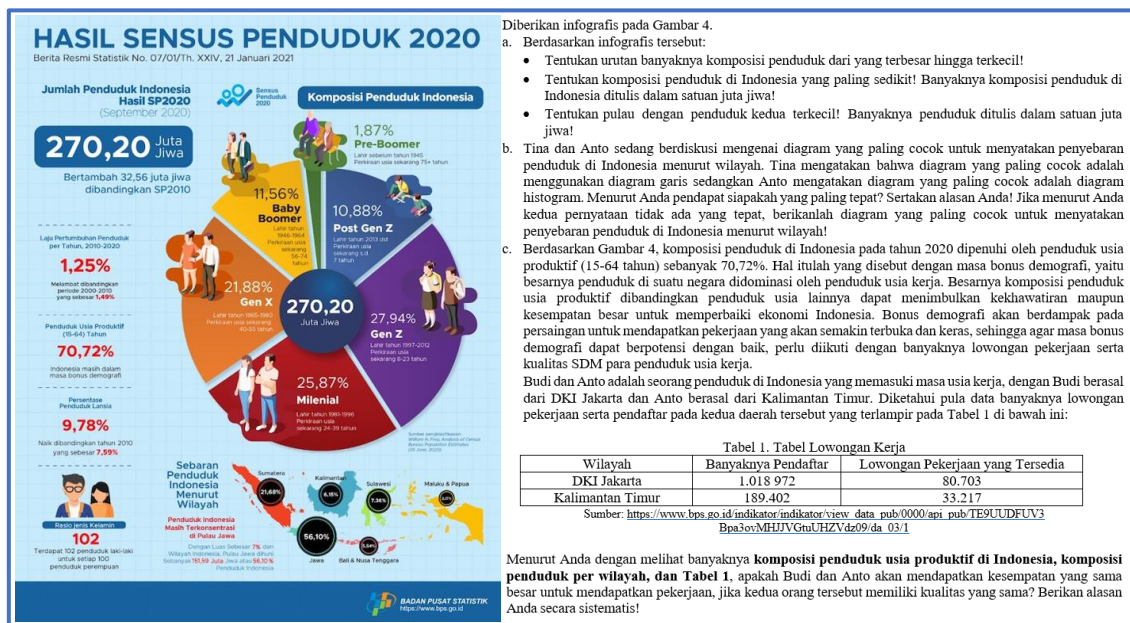 HASIL SENSUS PENDUDUK 2020
Berita Resmi Statistik No. 07/01/Th. XXIV, 21 Januari 2021
Jumlah Penduduk Indonesia
Hasil SP2020
(September 2020)
270,20 Juta
Jiwa
Bertambah 32,56 juta jiwa
dibandingkan SP2010
Sensus
Penduduk
2020
Komposisi Penduduk Indonesia
1,87%
Pre-Boomer
Lahir sebelum tahun 1945
Perkiraan usia sekarang 75+ tahun
11,56%
Baby
Boomer
Lahir tahun
1946-1964
Perkiraan usia
sekarang
56-74
tahun
10,88%
Post Gen Z
Lahir tahun 2013 dst
Perkiraan usia
sekarang s.d
7 tahun
21,88%
Gen X
Lahir tahun 1965-1980
Perkiraan usia sekarang
40-55 tahun
270,20
Juta Jiwa
27,94%
Gen Z
Lahir tahun 1997-2012
Perkiraan usia
sekarang 8-23 tahun
25,87%
Milenial
Lahir tahun 1981-1996
Perkiraan usia
sekarang 24-39 tahun
Laju Pertumbuhan Penduduk
per Tahun, 2010-2020
1,25%
Melambat dibandingkan
periode 2000-2010
yang sebesar 1,49%
Penduduk Usia Produktif
(15-64) Tahun
70,72%
Indonesia masih dalam
masa bonus demografi
Persentase
Penduduk Lansia
9,78%
Naik dibandingkan tahun 2010
yang sebesar 7,59%
Rasio Jenis Kelamin
102
Terdapat 102 penduduk laki-laki
untuk setiap 100
penduduk perempuan
Sebaran
Penduduk
Indonesia
Menurut
Wilayah
Penduduk Indonesia
Masih Terkonsentrasi
di Pulau Jawa
Dengan Luas Sebesar 7% dari
Wilayah Indonesia, Pulau Jawa dihuni
Sebanyak 151,59 Juta Jiwa atau 56,10%
Penduduk Indonesia
Sumatera
21,68%
Kalimantan
6,15%
Sulawesi
7,36%
Maluku & Papua
56,10%
Jawa
Bali & Nusa Tenggara
BADAN PUSAT STATISTIK
https://www.bps.go.id
Diberikan infografis pada Gambar 4.
a. Berdasarkan infografis tersebut:
• Tentukan urutan banyaknya komposisi penduduk dari yang terbesar hingga terkecil!
• Tentukan komposisi penduduk di Indonesia yang paling sedikit! Banyaknya komposisi penduduk di
Indonesia ditulis dalam satuan juta jiwa!
• Tentukan pulau dengan penduduk kedua terkecil! Banyaknya penduduk ditulis dalam satuan juta
jiwa!
b. Tina dan Anto sedang berdiskusi mengenai diagram yang paling cocok untuk menyatakan penyebaran
penduduk di Indonesia menurut wilayah. Tina mengatakan bahwa diagram yang paling cocok adalah
menggunakan diagram garis sedangkan Anto mengatakan diagram yang paling cocok adalah diagram
histogram. Menurut Anda pendapat siapakah yang paling tepat? Sertakan alasan Anda! Jika menurut Anda
kedua pernyataan tidak ada yang tepat, berikanlah diagram yang paling cocok untuk menyatakan
penyebaran penduduk di Indonesia menurut wilayah!
c. Berdasarkan Gambar 4, komposisi penduduk di Indonesia pada tahun 2020 dipenuhi oleh penduduk usia
produktif (15-64 tahun) sebanyak 70,72%. Hal itulah yang disebut dengan masa bonus demografi, yaitu
besarnya penduduk di suatu negara didominasi oleh penduduk usia kerja. Besarnya komposisi penduduk
usia produktif dibandingkan penduduk usia lainnya dapat menimbulkan kekhawatiran maupun
kesempatan besar untuk memperbaiki ekonomi Indonesia. Bonus demografi akan berdampak pada
persaingan untuk mendapatkan pekerjaan yang akan semakin terbuka dan keras, sehingga agar masa bonus
demografi dapat berpotensi dengan baik, perlu diikuti dengan banyaknya lowongan pekerjaan serta
kualitas SDM para penduduk usia kerja.
Budi dan Anto adalah seorang penduduk di Indonesia yang memasuki masa usia kerja, dengan Budi berasal
dari DKI Jakarta dan Anto berasal dari Kalimantan Timur. Diketahui pula data banyaknya lowongan
pekerjaan serta pendaftar pada kedua daerah tersebut yang terlampir pada Tabel 1 di bawah ini:
Tabel 1. Tabel Lowongan Kerja
Wilayah Banyaknya Pendaftar Lowongan Pekerjaan yang Tersedia
DKI Jakarta 1.018 972 80.703
Kalimantan Timur 189.402 33.217
Sumber: https://www.bps.go.id/indikator/indikator/view_data_pub/0000/api_pub/TE9UUDFUV3
Bpa3ovMHJJVGtuUHZVdz09/da_03/1
Menurut Anda dengan melihat banyaknya komposisi penduduk usia produktif di Indonesia, komposisi
penduduk per wilayah, dan Tabel 1, apakah Budi dan Anto akan mendapatkan kesempatan yang sama
besar untuk mendapatkan pekerjaan, jika kedua orang tersebut memiliki kualitas yang sama? Berikan alasan
Anda secara sistematis!